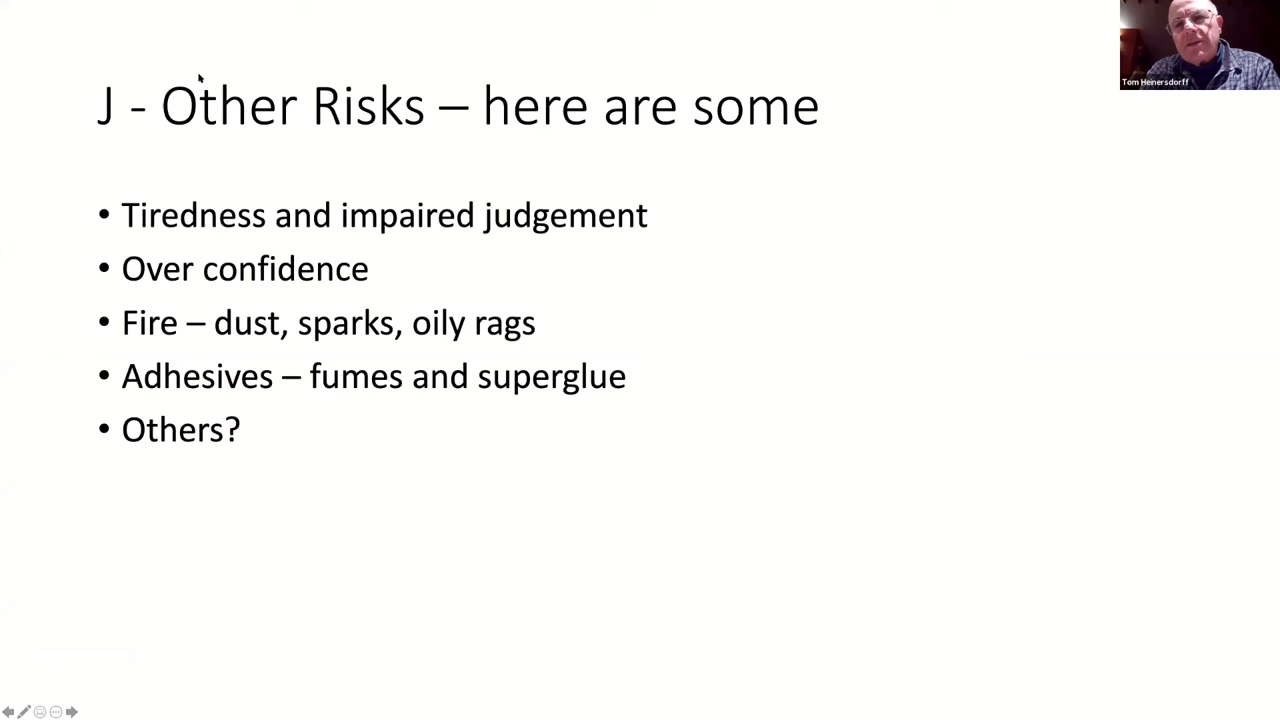 J - Other Risks – here are some
• Tiredness and impaired judgement
• Over confidence
• Fire – dust, sparks, oily rags
• Adhesives – fumes and superglue
• Others?
Tom Heinersdorff